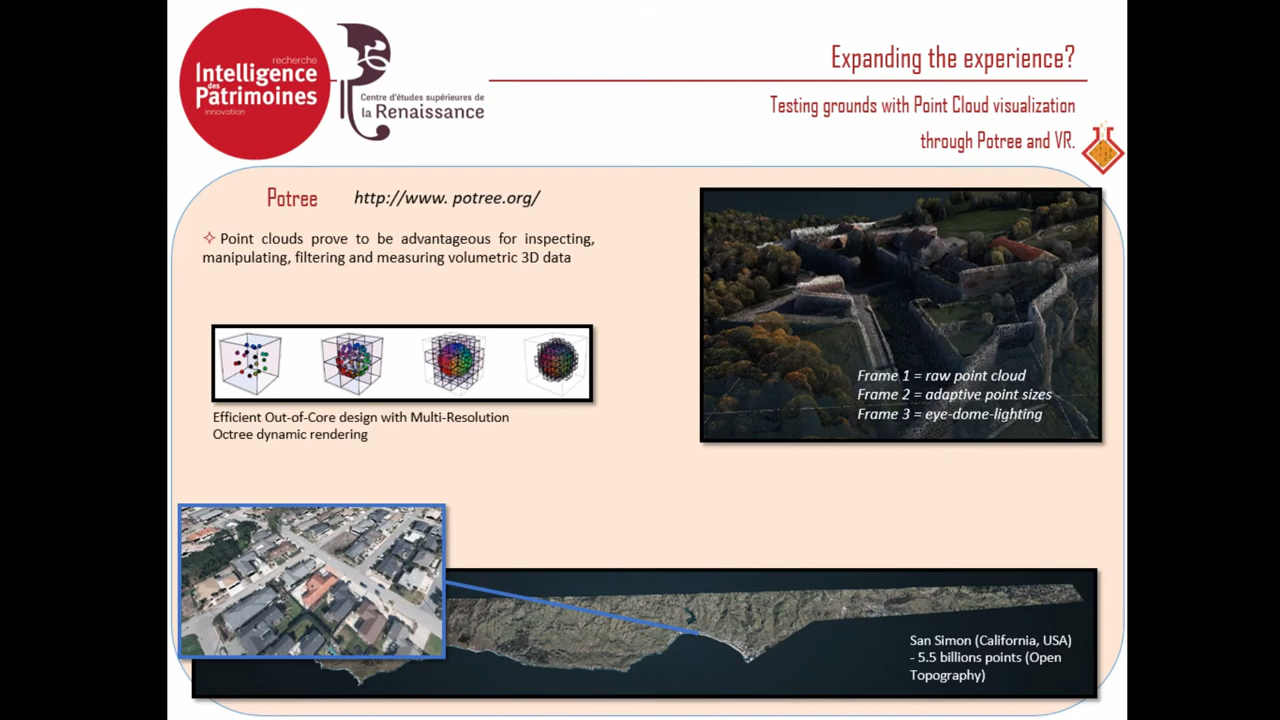 recherche
Intelligence
des
Patrimoines
innovation
Centre d'études supérieures de
la Renaissance
Expanding the experience?
Testing grounds with Point Cloud visualization
through Potree and VR.
Potree http://www. potree.org/
Point clouds prove to be advantageous for inspecting,
manipulating, filtering and measuring volumetric 3D data
Efficient Out-of-Core design with Multi-Resolution
Octree dynamic rendering
Frame 1 = raw point cloud
Frame 2 = adaptive point sizes
Frame 3 = eye-dome-lighting
San Simon (California, USA)
- 5.5 billions points (Open
Topography)